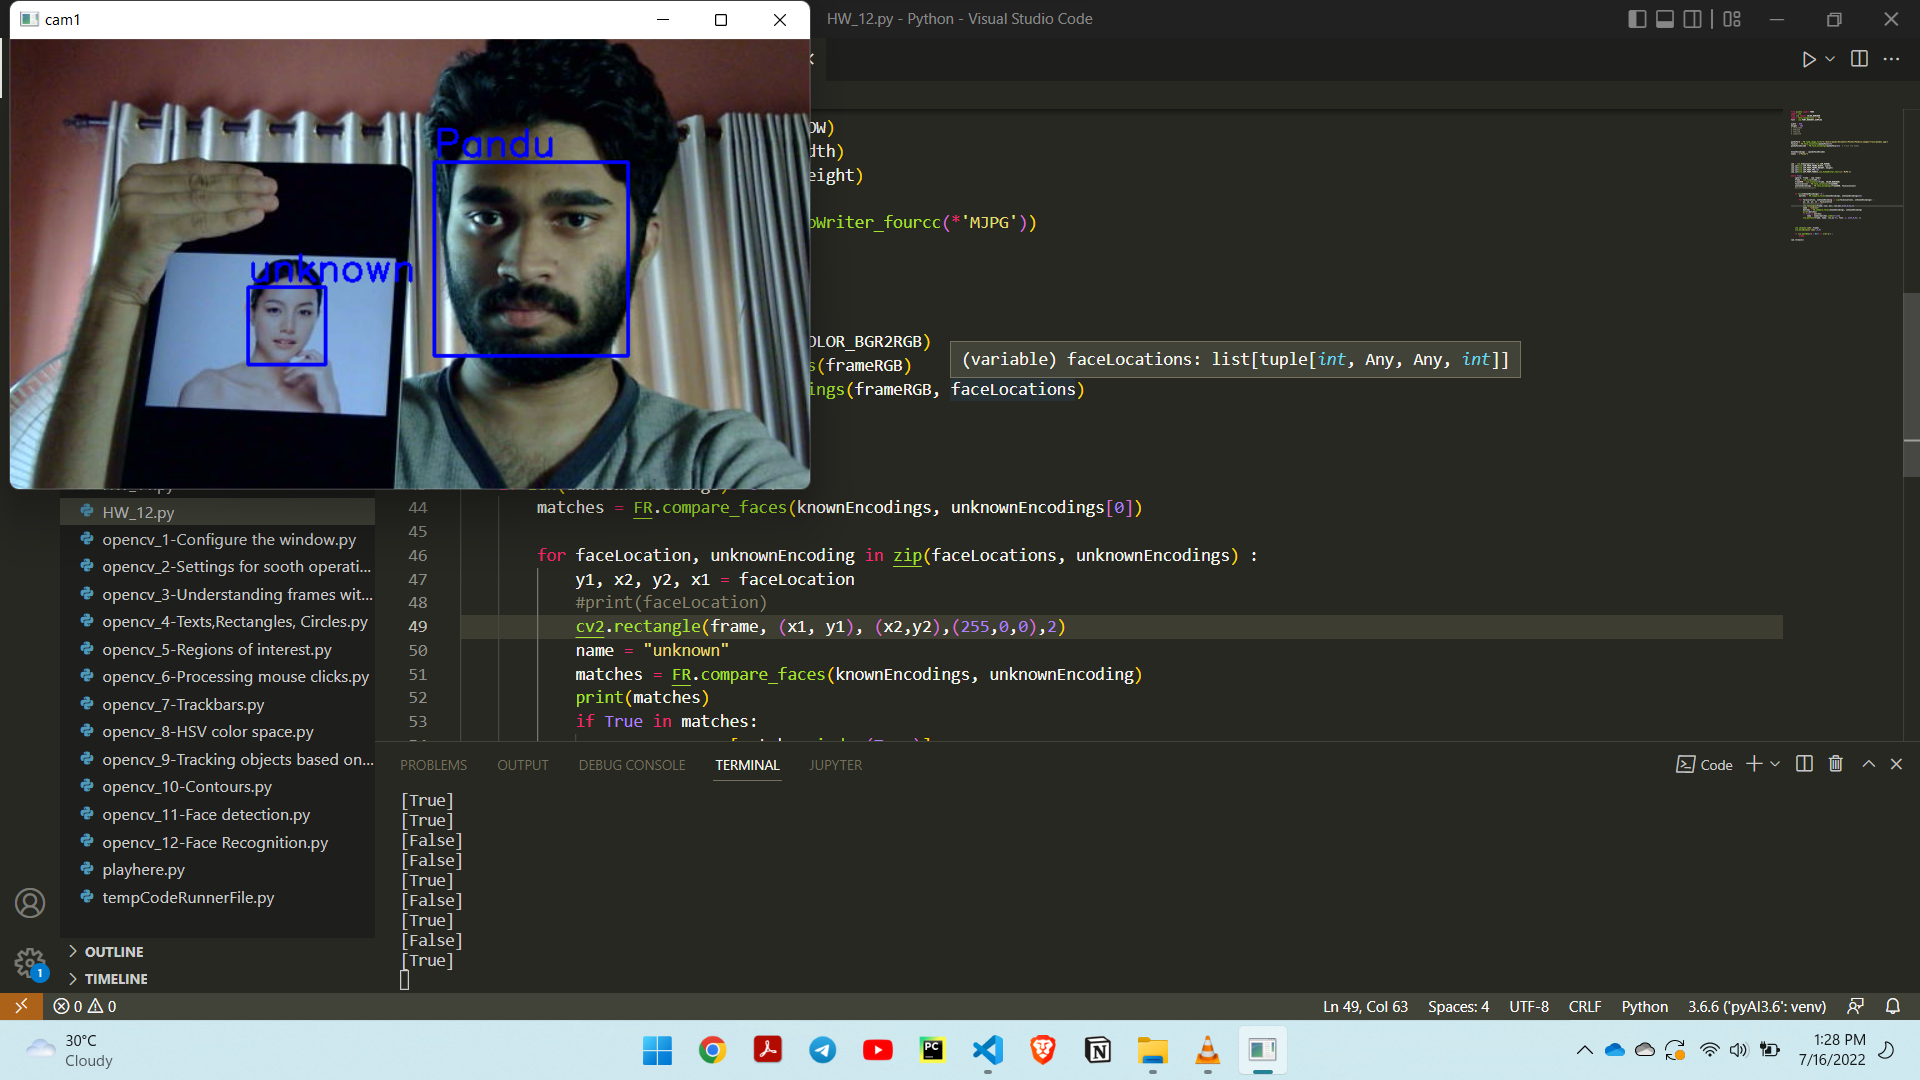 cam1
HW_12.py - Python - Visual Studio Code
Pandu
unknown
OW)
dth)
eight)
oWriter_fourcc(*'MJPG'))
OLOR_BGR2RGB)
s(frameRGB)
(variable) faceLocations: list[tuple[int, Any, Any, int]]
ings(frameRGB, faceLocations)
44 matches = FR.compare_faces(knownEncodings, unknownEncodings[0])
45
46 for faceLocation, unknownEncoding in zip(faceLocations, unknownEncodings) :
47 y1, x2, y2, x1 = faceLocation
48 #print(faceLocation)
49 cv2.rectangle(frame, (x1, y1), (x2,y2),(255,0,0),2)
50 name = "unknown"
51 matches = FR.compare_faces(knownEncodings, unknownEncoding)
52 print(matches)
53 if True in matches:
HW_12.py
opencv_1-Configure the window.py
opencv_2-Settings for sooth operati...
opencv_3-Understanding frames wit...
opencv_4-Texts,Rectangles, Circles.py
opencv_5-Regions of interest.py
opencv_6-Processing mouse clicks.py
opencv_7-Trackbars.py
opencv_8-HSV color space.py
opencv_9-Tracking objects based on...
opencv_10-Contours.py
opencv_11-Face detection.py
opencv_12-Face Recognition.py
playhere.py
tempCodeRunnerFile.py
OUTLINE
TIMELINE
PROBLEMS OUTPUT DEBUG CONSOLE TERMINAL JUPYTER
Code
[True]
[True]
[False]
[False]
[True]
[False]
[True]
[False]
[True]
1
0 0
Ln 49, Col 63 Spaces: 4 UTF-8 CRLF Python 3.6.6 ('pyAI3.6': venv)
30°C
Cloudy
PC
1:28 PM
7/16/2022